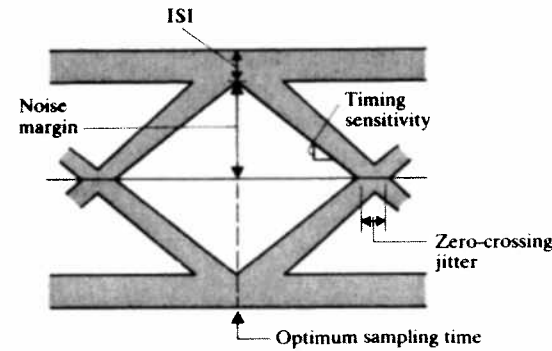 ISI
Noise
margin
Timing
sensitivity
Zero-crossing
jitter
Optimum sampling time